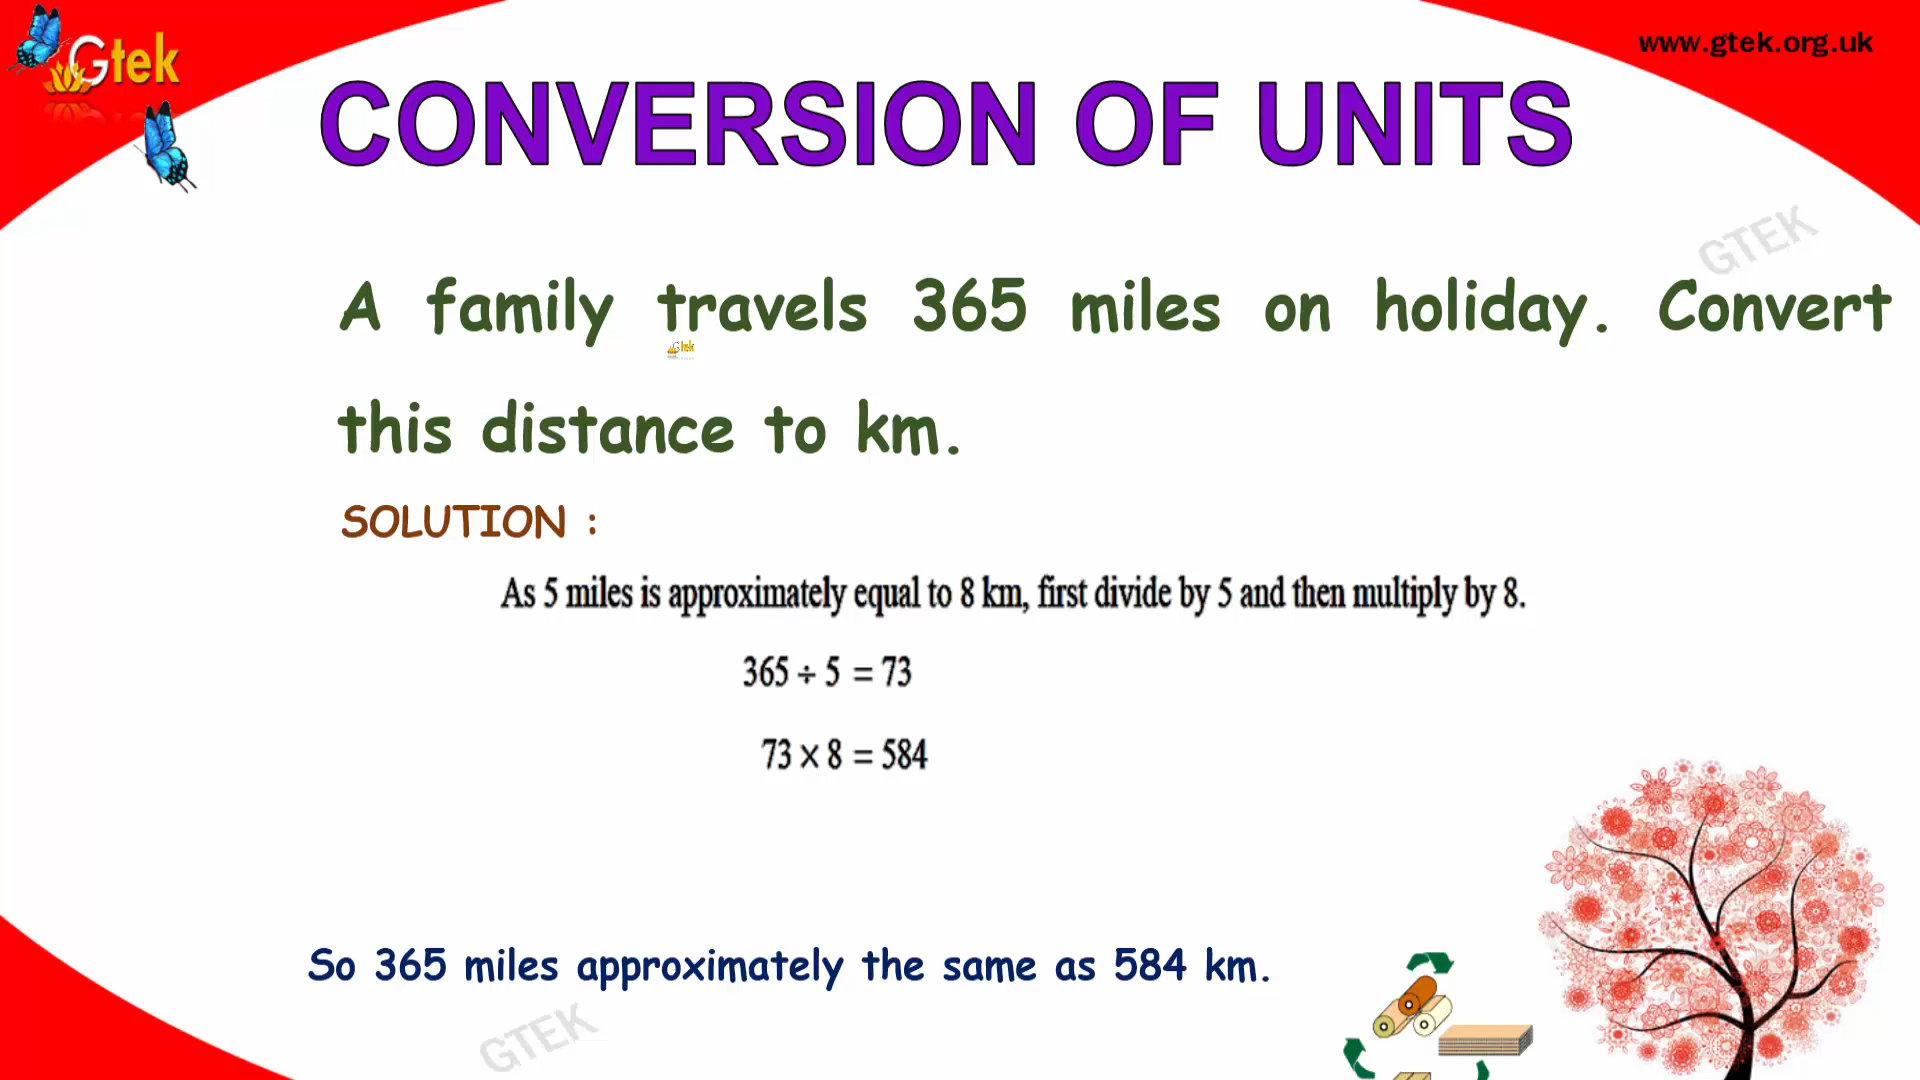 Gtek
www.gtek.org.uk
CONVERSION OF UNITS
GTEK
A family travels 365 miles on holiday. Convert
Gtek
this distance to km.
SOLUTION :
As 5 miles is approximately equal to 8 km, first divide by 5 and then multiply by 8.
365 ÷ 5 = 73
73 × 8 = 584
So 365 miles approximately the same as 584 km.
GTEK